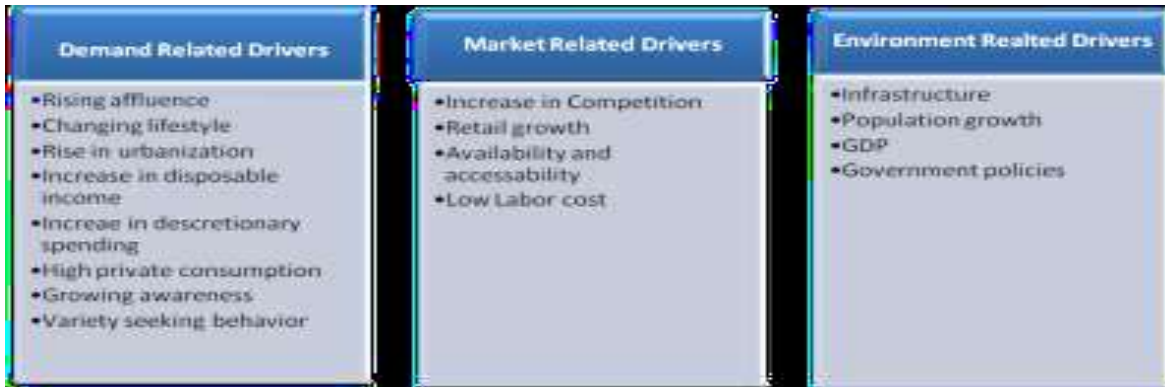 Demand Related Drivers
•Rising affluence
•Changing lifestyle
•Rise in urbanization
•Increase in disposable
income
•Increae in descretionary
spending
•High private consumption
•Growing awareness
•Variety seeking behavior
Market Related Drivers
•Increase in Competition
•Retail growth
•Availability and
accessability
•Low Labor cost
Environment Realted Drivers
•Infrastructure
•Population growth
•GDP
•Government policies